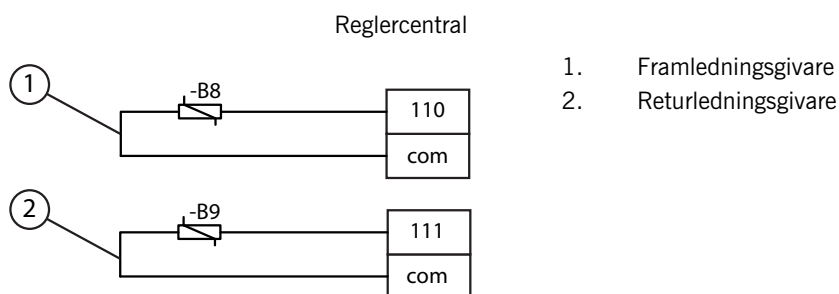 Reglercentral
1. Framledningsgivare
2. Returledningsgivare
1
-B8
110
com
2
-B9
111
com